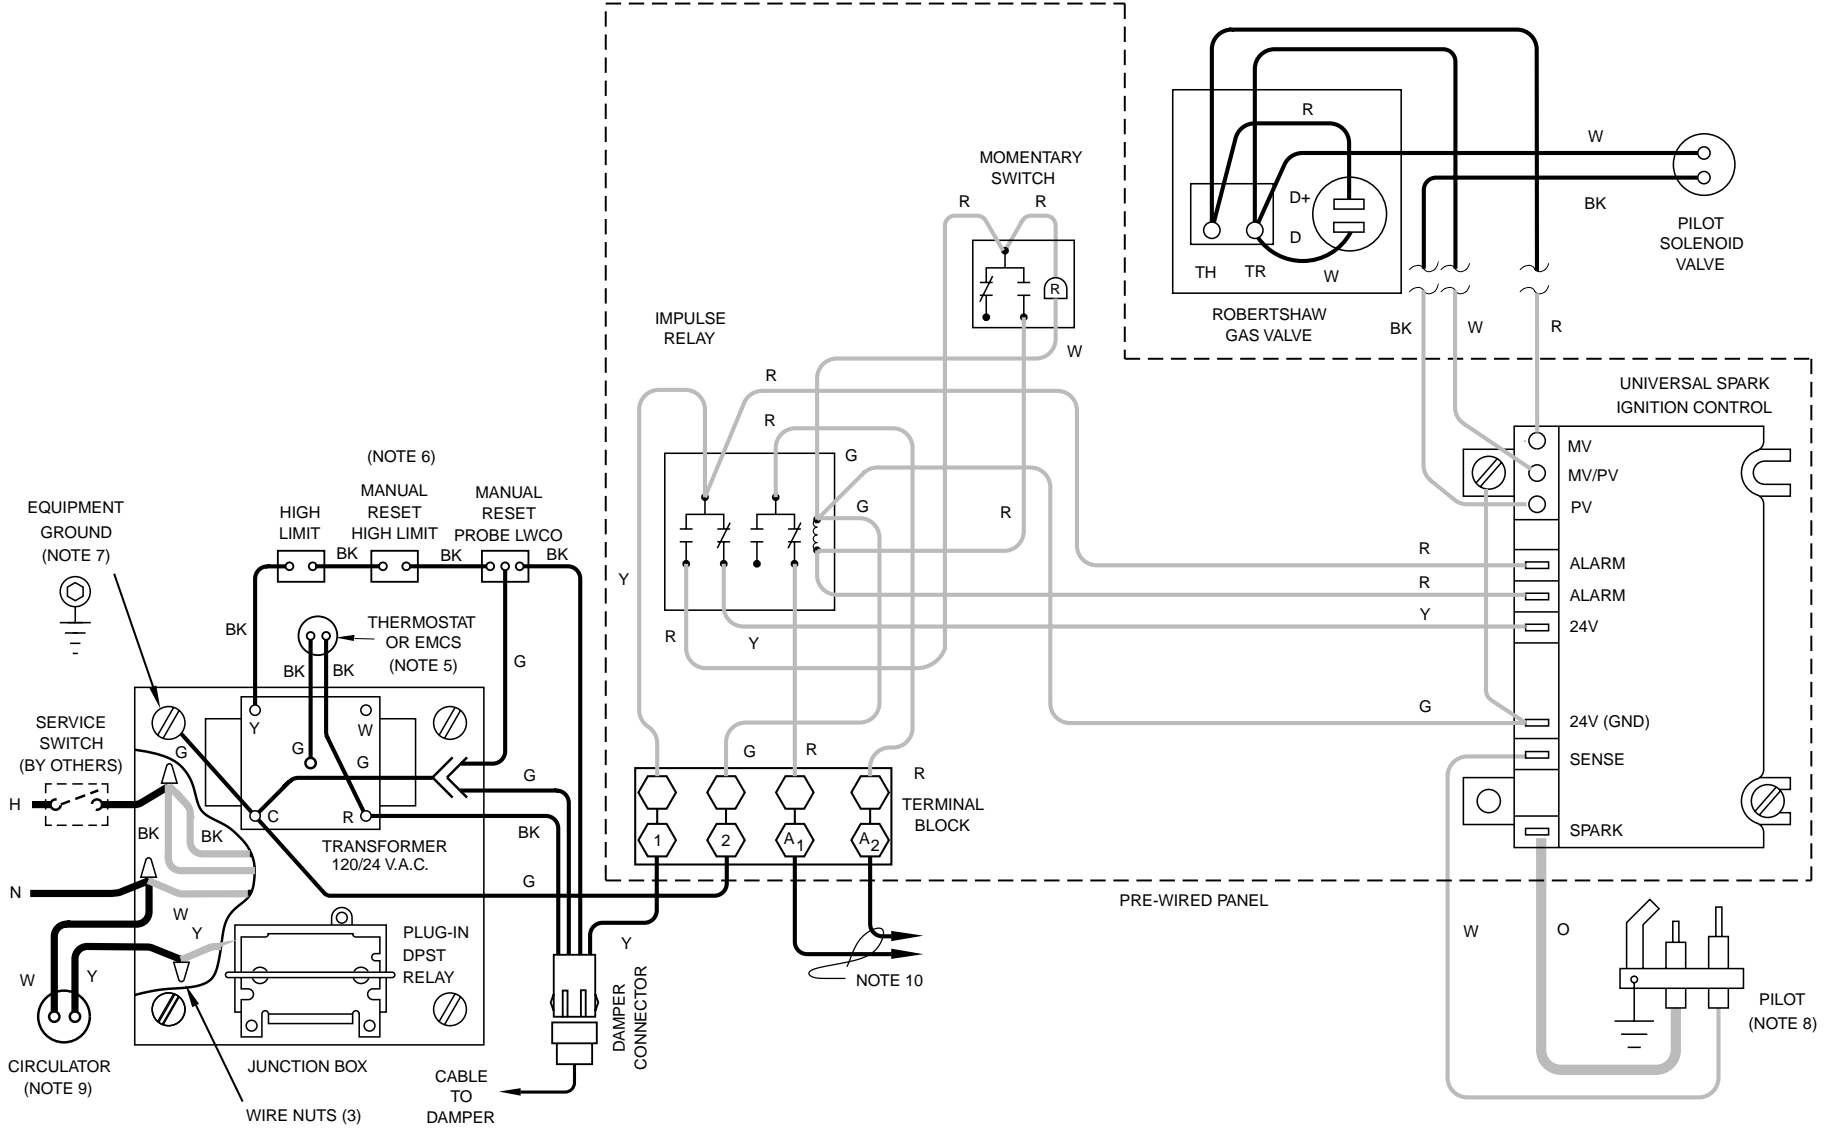 R
W
MOMENTARY
SWITCH
R
R
BK
D+
D
PILOT
SOLENOID
VALVE
TH
TR
W
R
ROBERTSHAW
GAS VALVE
IMPULSE
RELAY
BK
W
R
W
R
UNIVERSAL SPARK
IGNITION CONTROL
R
MV
MV/PV
PV
(NOTE 6)
G
MANUAL
RESET
HIGH LIMIT
MANUAL
RESET
PROBE LWCO
EQUIPMENT
GROUND
(NOTE 7)
HIGH
LIMIT
G
R
BK
BK
BK
R
ALARM
Y
R
ALARM
Y
24V
BK
THERMOSTAT
OR EMCS
(NOTE 5)
R
Y
BK
BK
G
G
24V (GND)
SERVICE
SWITCH
(BY OTHERS)
G
Y
W
G
G
G
R
SENSE
R
G
H
C
R
TERMINAL
BLOCK
BK
BK
BK
TRANSFORMER
120/24 V.A.C.
1
2
A1
A2
SPARK
G
N
PRE-WIRED PANEL
W
Y
PLUG-IN
DPST
RELAY
Y
W
O
W
Y
NOTE 10
DAMPER
CONNECTOR
PILOT
(NOTE 8)
CIRCULATOR
(NOTE 9)
JUNCTION BOX
CABLE
TO
DAMPER
WIRE NUTS (3)